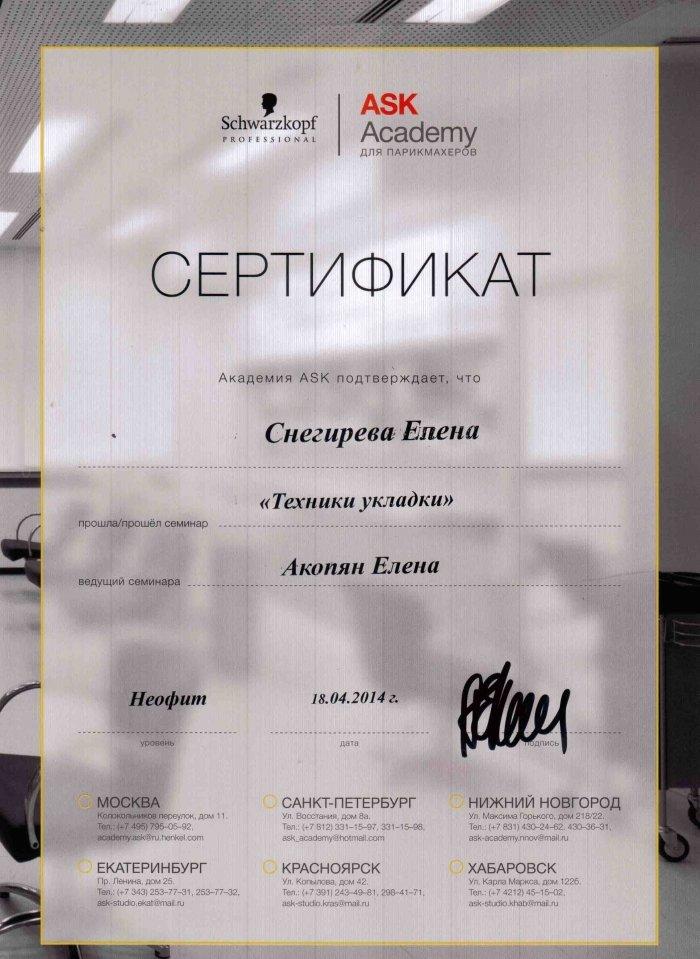 Schwarzkopf
PROFESSIONAL
ASK
Academy
ДЛЯ ПАРИКМАХЕРОВ
СЕРТИФИКАТ
Академия ASK подтверждает, что
Снегирева Елена
«Техники укладки»
прошла/прошёл семинар
Акопян Елена
ведущий семинара
Неофит
18.04.2014 г.
уровень
дата
подпись
МОСКВА
Колокольников переулок, дом 11.
Тел.: (+7 495) 795-05-92,
academy.ask@ru.henkel.com
САНКТ-ПЕТЕРБУРГ
Ул. Восстания, дом 8а.
Тел.: (+7 812) 331-15-97, 331-15-98,
ask_academy@hotmail.com
НИЖНИЙ НОВГОРОД
Ул. Максима Горького, дом 218/22.
Тел.: (+7 831) 430-24-62, 430-36-31,
ask-academy.nnov@mail.ru
ЕКАТЕРИНБУРГ
Пр. Ленина, дом 25.
Тел.: (+7 343) 253-77-31, 253-77-32,
ask-studio.ekat@mail.ru
КРАСНОЯРСК
Ул. Копылова, дом 42.
Тел.: (+7 391) 243-49-81, 298-41-71,
ask-studio.kras@mail.ru
ХАБАРОВСК
Ул. Карла Маркса, дом 122б.
Тел.: (+7 4212) 45-15-02,
ask-studio.khab@mail.ru